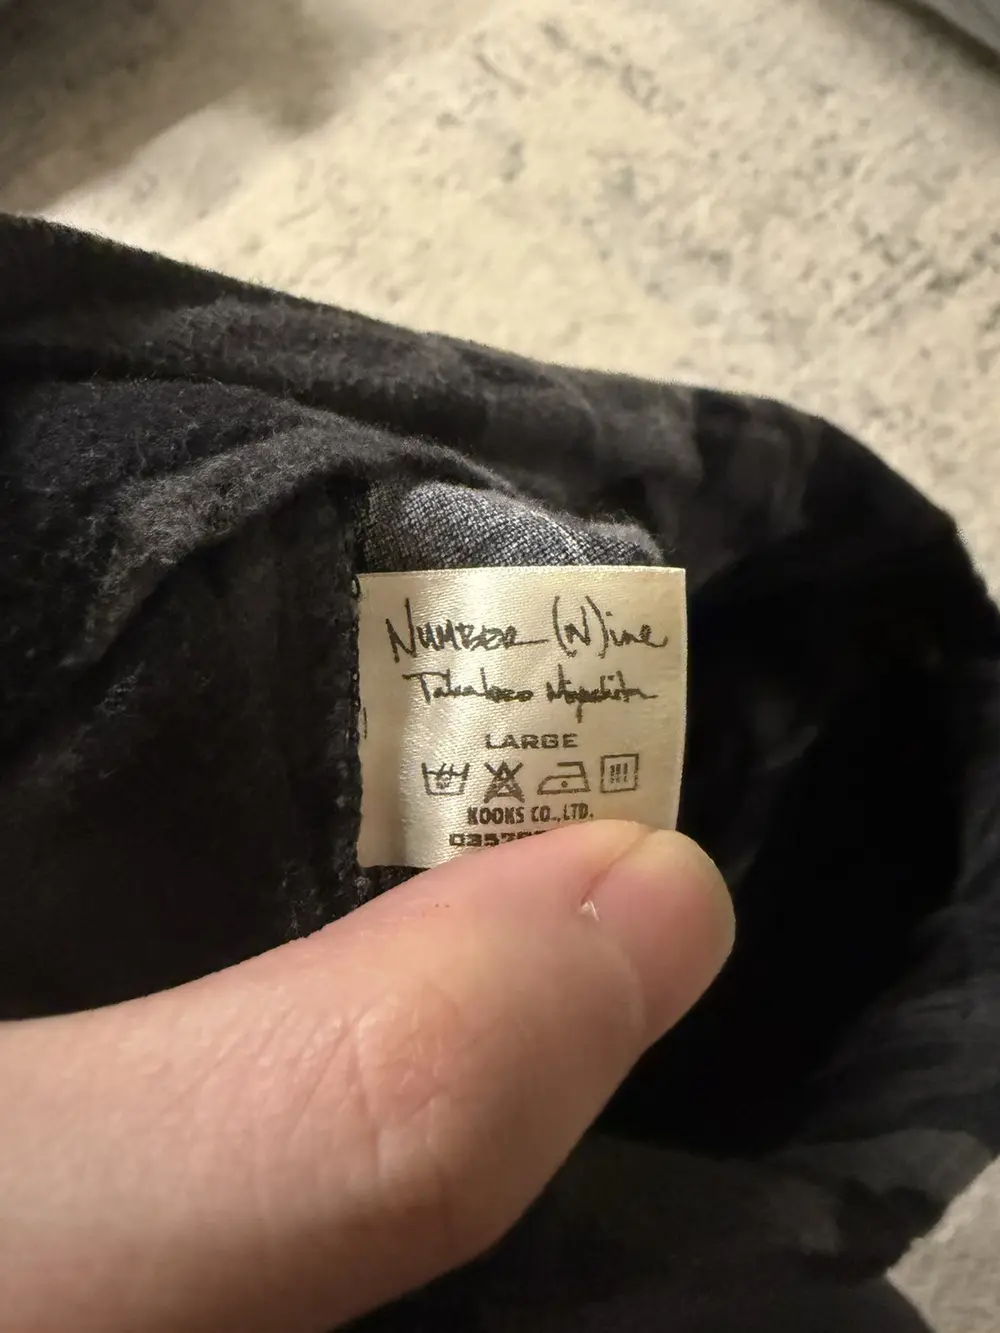 NUMBER (N)ine
Takahiro Miyashita
LARGE
KOOKS CO.,LTD.